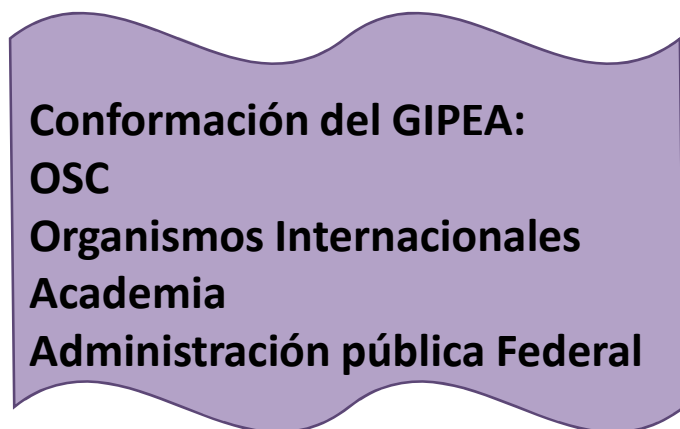 Conformación del GIPEA:
OSC
Organismos Internacionales
Academia
Administración pública Federal